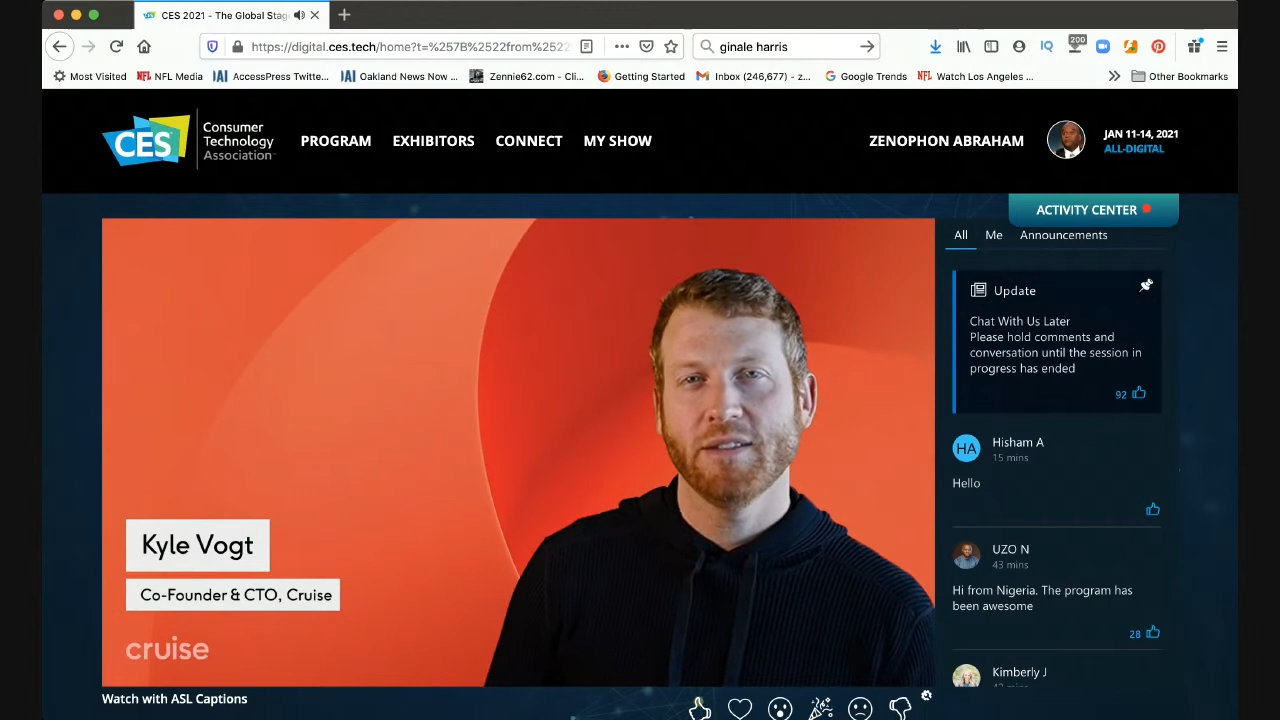 CES 2021 - The Global Stag
https://digital.ces.tech/home?t=%257B%2522from%2522
ginale harris
200
IQ
Most Visited
NFL Media
AccessPress Twitte...
Oakland News Now ...
Zennie62.com - Cli...
Getting Started
Inbox (246,677) - z...
Google Trends
Watch Los Angeles ...
Other Bookmarks
CES
Consumer
Technology
Association
PROGRAM
EXHIBITORS
CONNECT
MY SHOW
ZENOPHON ABRAHAM
JAN 11-14, 2021
ALL-DIGITAL
ACTIVITY CENTER
All Me Announcements
Update
Chat With Us Later
Please hold comments and
conversation until the session in
progress has ended
92
HA
Hisham A
15 mins
Hello
UZO N
43 mins
Hi from Nigeria. The program has
been awesome
28
Kimberly J
Kyle Vogt
Co-Founder & CTO, Cruise
cruise
Watch with ASL Captions